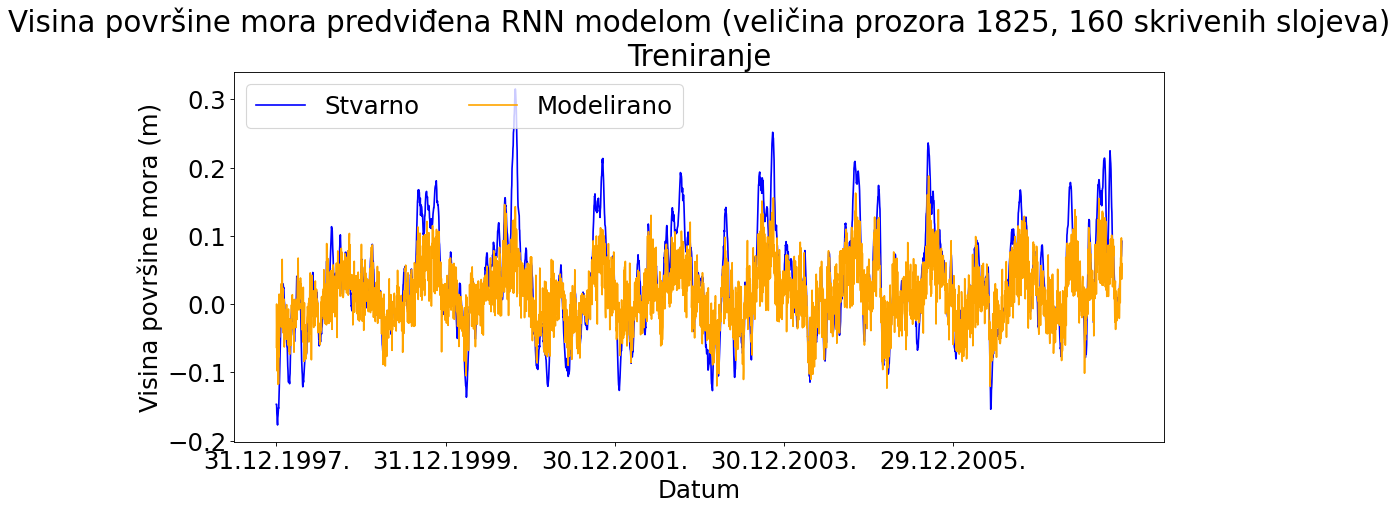 Visina površine mora predviđena RNN modelom (veličina prozora 1825, 160 skrivenih slojeva)
Treniranje
Stvarno
Modelirano
Visina površine mora (m)
0.3
0.2
0.1
0.0
−0.1
−0.2
31.12.1997.
31.12.1999.
30.12.2001.
30.12.2003.
29.12.2005.
Datum